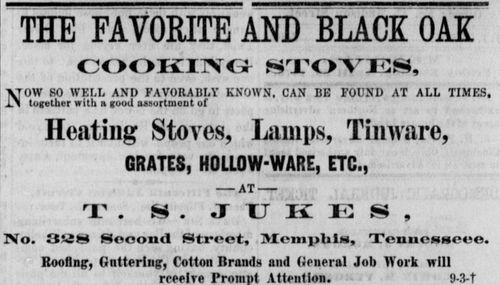 THE FAVORITE AND BLACK OAK
COOKING STOVES,
NOW SO WELL AND FAVORABLY KNOWN, CAN BE FOUND AT ALL TIMES,
together with a good assortment of
Heating Stoves, Lamps, Tinware,
GRATES, HOLLOW-WARE, ETC.,
—AT—
T. S. JUKES,
No. 328 Second Street, Memphis, Tennesseee.
Roofing, Guttering, Cotton Brands and General Job Work will
receive Prompt Attention. 9-3-†